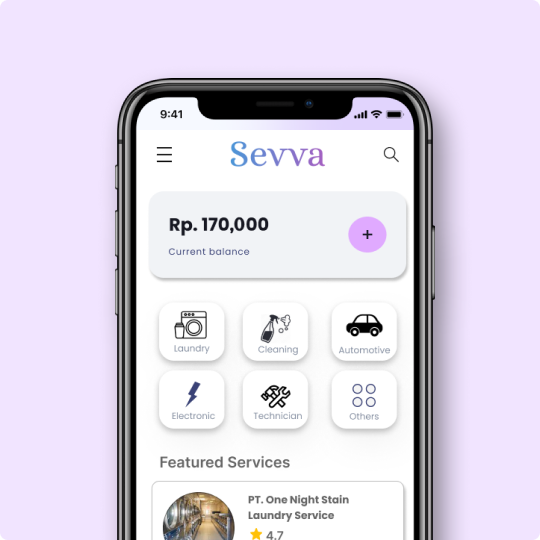 9:41
Sevva
Rp. 170,000
+
Current balance
Laundry
Cleaning
Automotive
Electronic
Technician
Others
Featured Services
PT. One Night Stain
Laundry Service
4.7